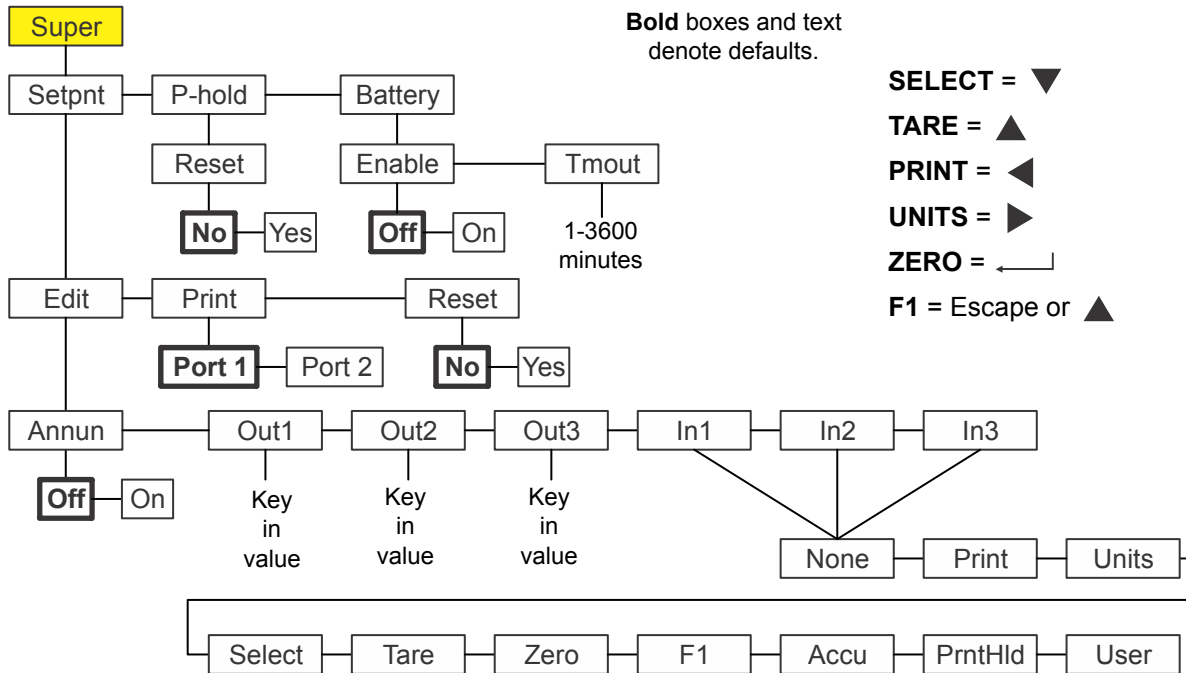 Super
Bold boxes and text
denote defaults.
Setpnt P-hold Battery
SELECT = ▼
TARE = ▲
Reset Enable Tmout
PRINT = ◀
No Yes Off On 1-3600
minutes
UNITS = ▶
ZERO = ↵
Edit Print Reset
F1 = Escape or ▲
Port 1 Port 2 No Yes
Annun Out1 Out2 Out3 In1 In2 In3
Off On
Key
in
value
Key
in
value
Key
in
value
None Print Units
Select Tare Zero F1 Accu PrntHld User